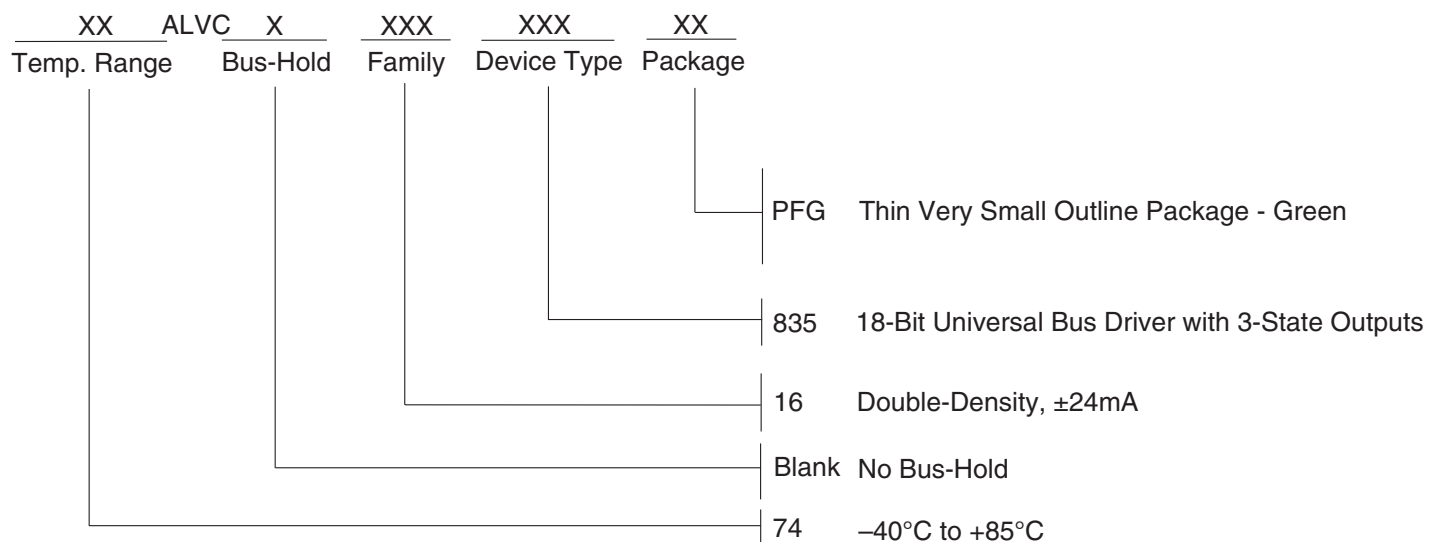 XX ALVC X XXX XXX XX
Temp. Range Bus-Hold Family Device Type Package
PFG Thin Very Small Outline Package - Green
835 18-Bit Universal Bus Driver with 3-State Outputs
16 Double-Density, ±24mA
Blank No Bus-Hold
74 –40°C to +85°C